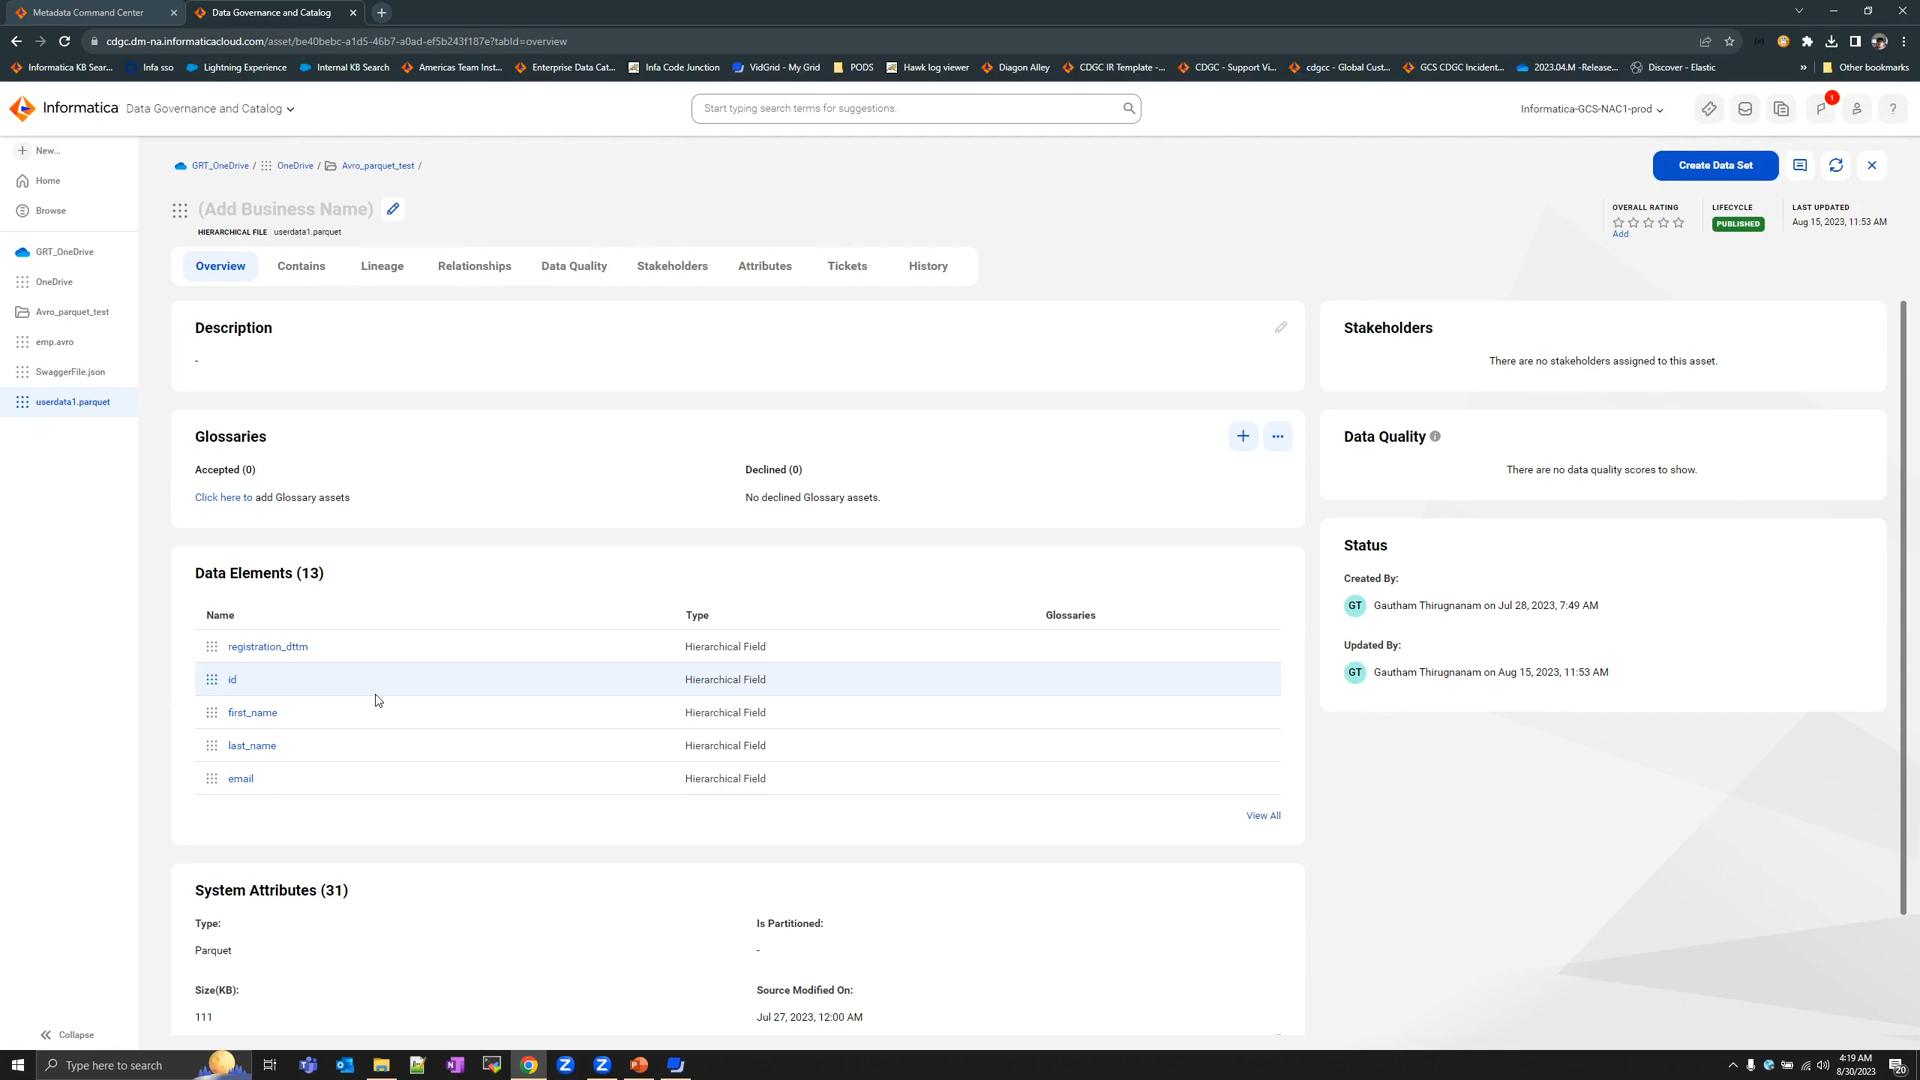 Metadata Command Center
Data Governance and Catalog
cdgc.dm-na.informaticacloud.com/asset/be40bebc-a1d5-46b7-a0ad-ef5b243f187e?tabId=overview
Informatica KB Sear...
Infa sso
Lightning Experience
Internal KB Search
Americas Team Inst...
Enterprise Data Cat...
Infa Code Junction
VidGrid - My Grid
PODS
Hawk log viewer
Diagon Alley
CDGC IR Template -...
CDGC - Support Vi...
cdgcc - Global Cust...
GCS CDGC Incident...
2023.04.M -Release...
Discover - Elastic
Other bookmarks
Informatica Data Governance and Catalog
Start typing search terms for suggestions.
Informatica-GCS-NAC1-prod
1
?
New...
Home
Browse
GRT_OneDrive
OneDrive
Avro_parquet_test
emp.avro
SwaggerFile.json
userdata1.parquet
Collapse
GRT_OneDrive / OneDrive / Avro_parquet_test /
Create Data Set
(Add Business Name)
HIERARCHICAL FILE userdata1.parquet
OVERALL RATING
Add
LIFECYCLE
PUBLISHED
LAST UPDATED
Aug 15, 2023, 11:53 AM
Overview Contains Lineage Relationships Data Quality Stakeholders Attributes Tickets History
Description
-
Glossaries
Accepted (0) Declined (0)
Click here to add Glossary assets No declined Glossary assets.
Data Elements (13)
Name Type Glossaries
registration_dttm Hierarchical Field
id Hierarchical Field
first_name Hierarchical Field
last_name Hierarchical Field
email Hierarchical Field
View All
System Attributes (31)
Type: Is Partitioned:
Parquet -
Size(KB): Source Modified On:
111 Jul 27, 2023, 12:00 AM
Stakeholders
There are no stakeholders assigned to this asset.
Data Quality
There are no data quality scores to show.
Status
Created By:
GT Gautham Thirugnanam on Jul 28, 2023, 7:49 AM
Updated By:
GT Gautham Thirugnanam on Aug 15, 2023, 11:53 AM
Type here to search
4:19 AM
8/30/2023
20